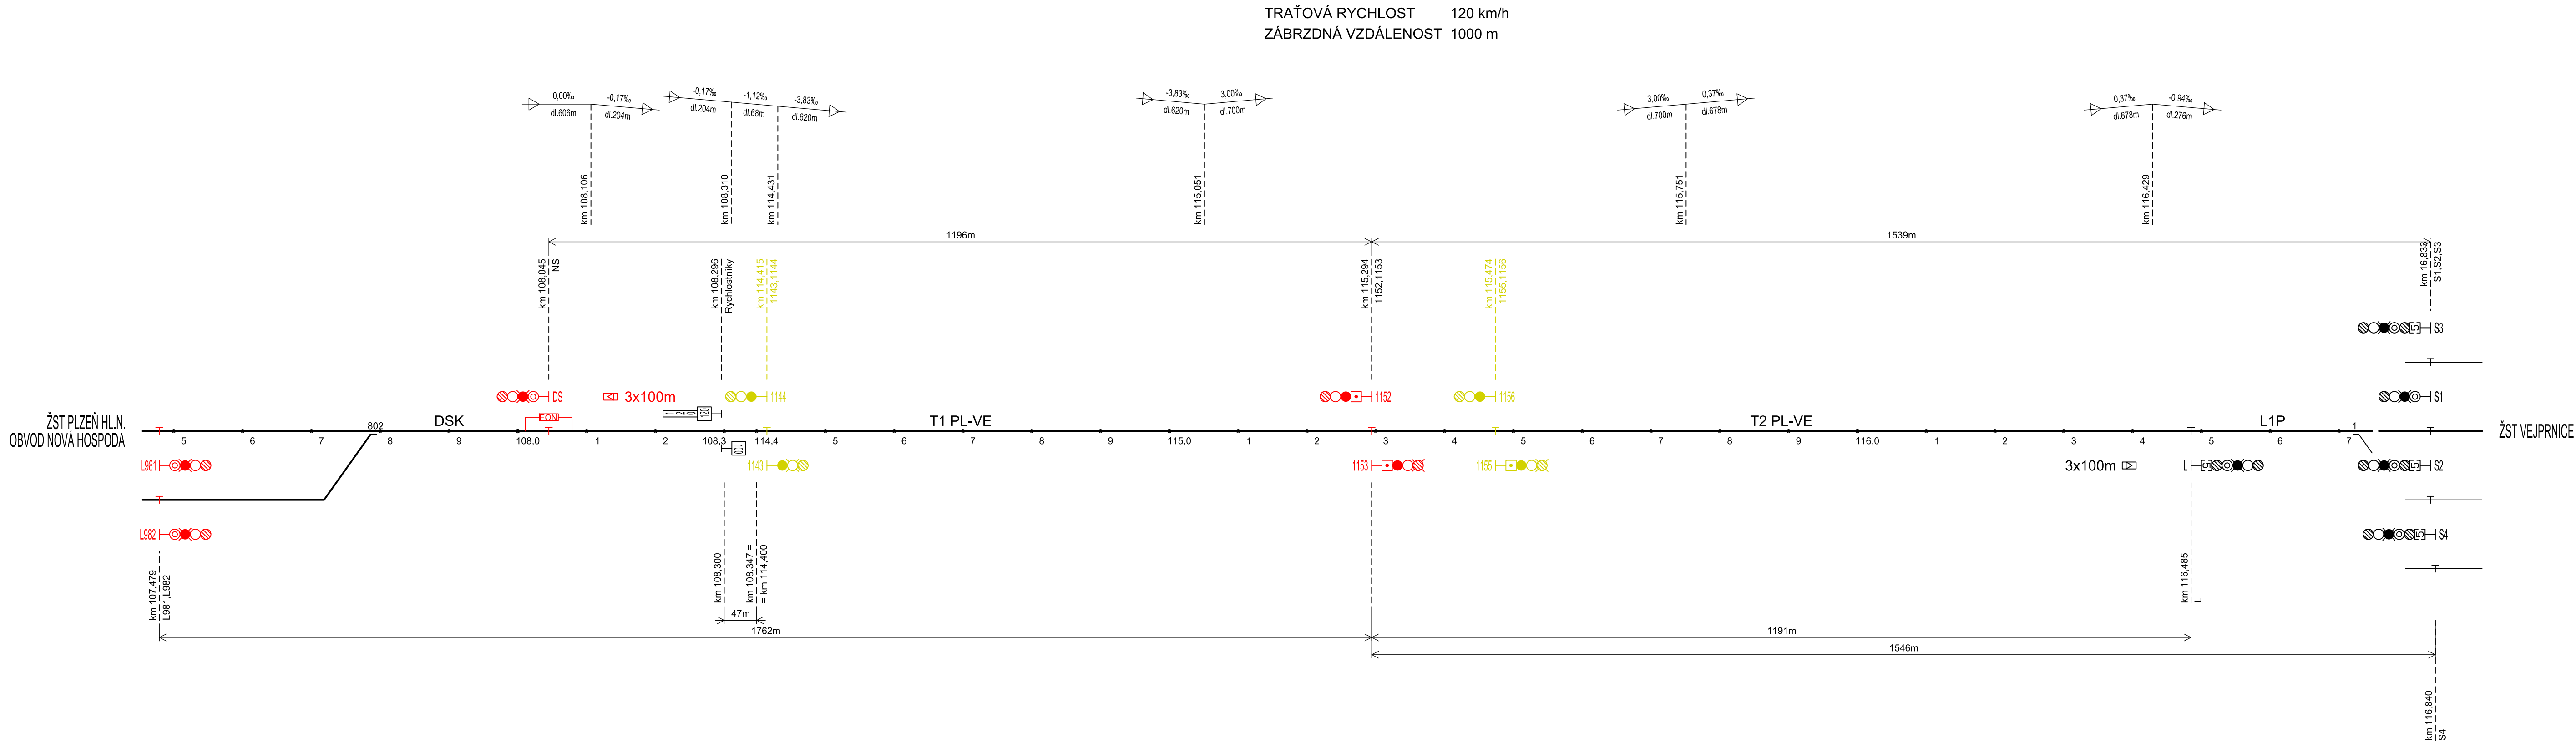 TRAŤOVÁ RYCHLOST 120 km/h
ZÁBRZDNÁ VZDÁLENOST 1000 m
0,00‰ -0,17‰
dl.606m dl.204m
-0,17‰ -1,12‰ -3,83‰
dl.204m dl.68m dl.620m
-3,83‰ 3,00‰
dl.620m dl.700m
3,00‰ 0,37‰
dl.700m dl.678m
0,37‰ -0,94‰
dl.678m dl.276m
km 108,106
km 108,310
km 114,431
km 115,051
km 115,751
km 116,429
1196m
1539m
km 108,045
NS
km 108,296
Rychlostníky
km 114,415
1143,1144
km 115,294
1152,1153
km 115,474
1155,1156
km 16,833
S1,S2,S3
S3
DS
3x100m
1144
1152
1156
S1
120
120
ŽST PLZEŇ HL.N.
OBVOD NOVÁ HOSPODA
802
DSK
EON
T1 PL-VE
T2 PL-VE
L1P
1
ŽST VEJPRNICE
5 6 7 8 9 108,0 1 2 108,3 114,4 5 6 7 8 9 115,0 1 2 3 4 5 6 7 8 9 116,0 1 2 3 4 5 6 7
100
L981
1143
1153
1155
3x100m
L
5
5
5
5
S2
L982
S4
km 107,479
L981,L982
km 108,300
km 108,347 =
= km 114,400
km 116,485
L
47m
1762m
1191m
1546m
km 116,840
S4